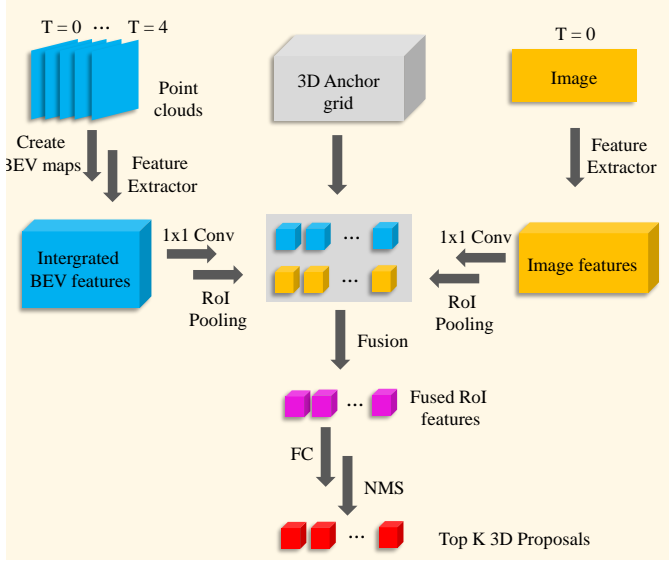 T = 0 ... T = 4
Point
clouds
3D Anchor
grid
T = 0
Image
Create
BEV maps
Feature
Extractor
Feature
Extractor
Intergrated
BEV features
1x1 Conv
RoI
Pooling
...
...
1x1 Conv
RoI
Pooling
Image features
Fusion
...
Fused RoI
features
FC
NMS
...
Top K 3D Proposals